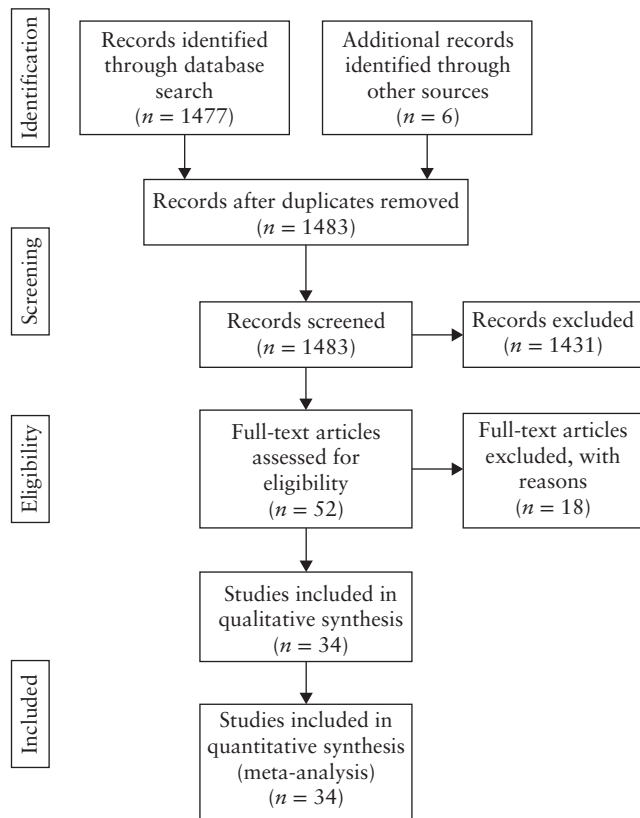 Identification
Records identified
through database
search
(n = 1477)
Additional records
identified through
other sources
(n = 6)
Records after duplicates removed
(n = 1483)
Screening
Records screened
(n = 1483)
Records excluded
(n = 1431)
Eligibility
Full-text articles
assessed for
eligibility
(n = 52)
Full-text articles
excluded, with
reasons
(n = 18)
Studies included in
qualitative synthesis
(n = 34)
Included
Studies included in
quantitative synthesis
(meta-analysis)
(n = 34)